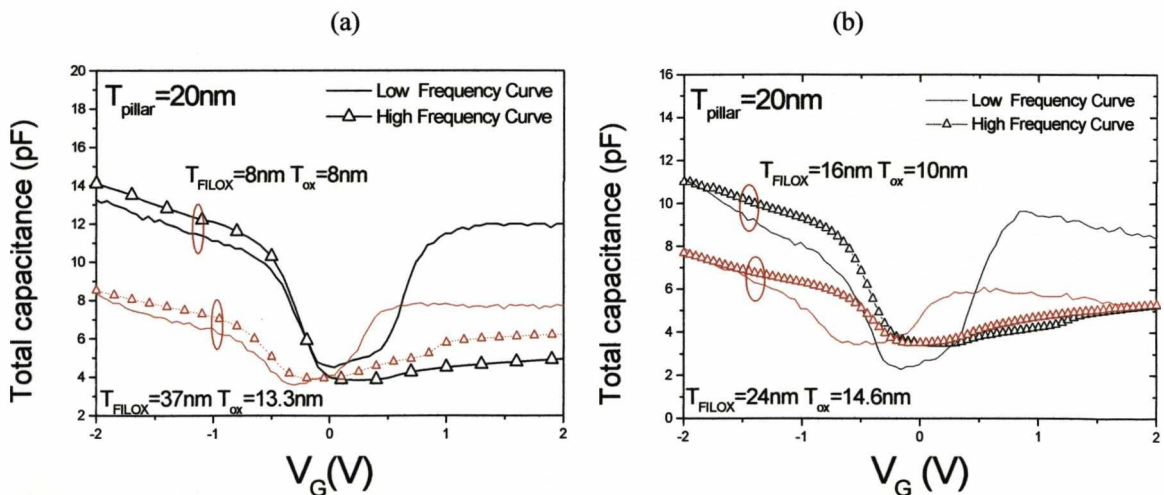 (a)
(b)
T_pillar=20nm
Low Frequency Curve
High Frequency Curve
T_FILOX=8nm T_ox=8nm
T_FILOX=37nm T_ox=13.3nm
Total capacitance (pF)
20
18
16
14
12
10
8
6
4
2
-2
-1
0
1
2
V_G(V)
T_pillar=20nm
Low Frequency Curve
High Frequency Curve
T_FILOX=16nm T_ox=10nm
T_FILOX=24nm T_ox=14.6nm
Total capacitance (pF)
16
14
12
10
8
6
4
2
0
-2
-1
0
1
2
V_G(V)